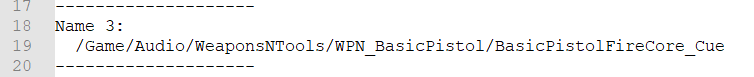 17 --------------------
18 Name 3:
19   /Game/Audio/WeaponsNTools/WPN_BasicPistol/BasicPistolFireCore_Cue
20 --------------------